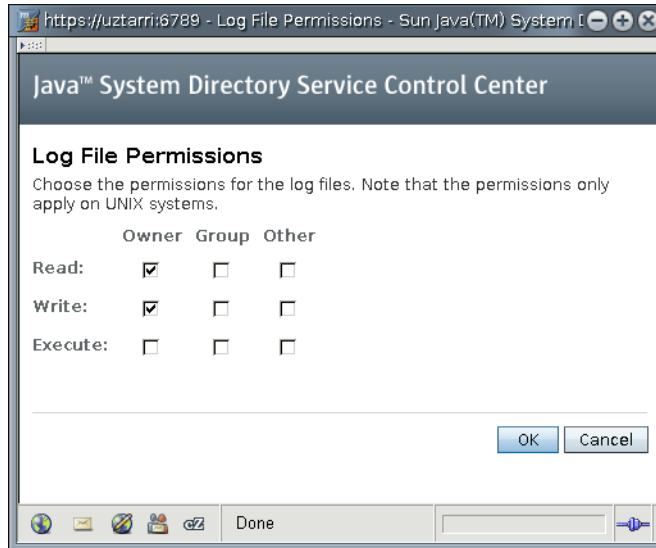 https://uztarri:6789 - Log File Permissions - Sun Java(TM) System
Java™ System Directory Service Control Center
Log File Permissions
Choose the permissions for the log files. Note that the permissions only
apply on UNIX systems.
Owner Group Other
Read:
Write:
Execute:
OK Cancel
Done